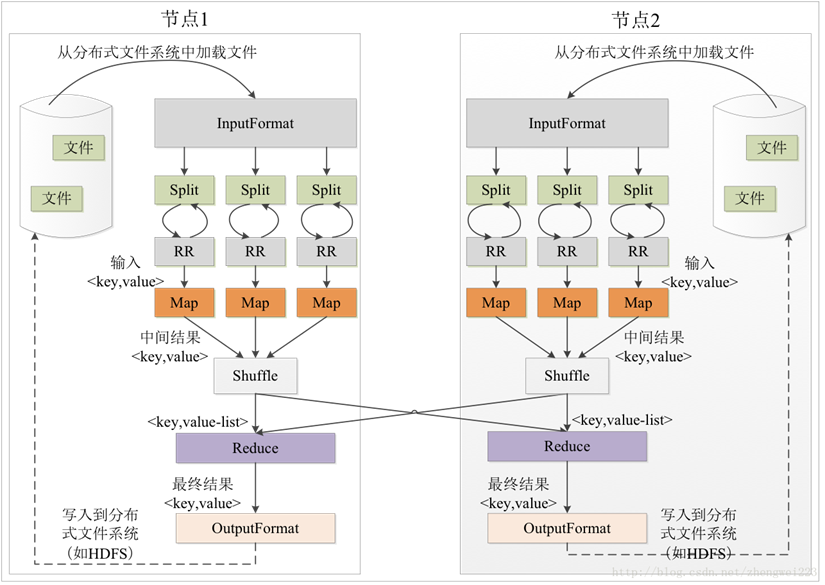 节点1
从分布式文件系统中加载文件
InputFormat
文件
文件
Split
Split
Split
RR
RR
RR
输入
<key,value>
Map
Map
Map
中间结果
<key,value>
Shuffle
<key,value-list>
Reduce
最终结果
<key,value>
OutputFormat
写入到分布
式文件系统
（如HDFS）
节点2
从分布式文件系统中加载文件
InputFormat
文件
文件
Split
Split
Split
RR
RR
RR
输入
<key,value>
Map
Map
Map
中间结果
<key,value>
Shuffle
<key,value-list>
Reduce
最终结果
<key,value>
OutputFormat
写入到分布
式文件系统
（如HDFS）
http://blog.csdn.net/zhengwei223